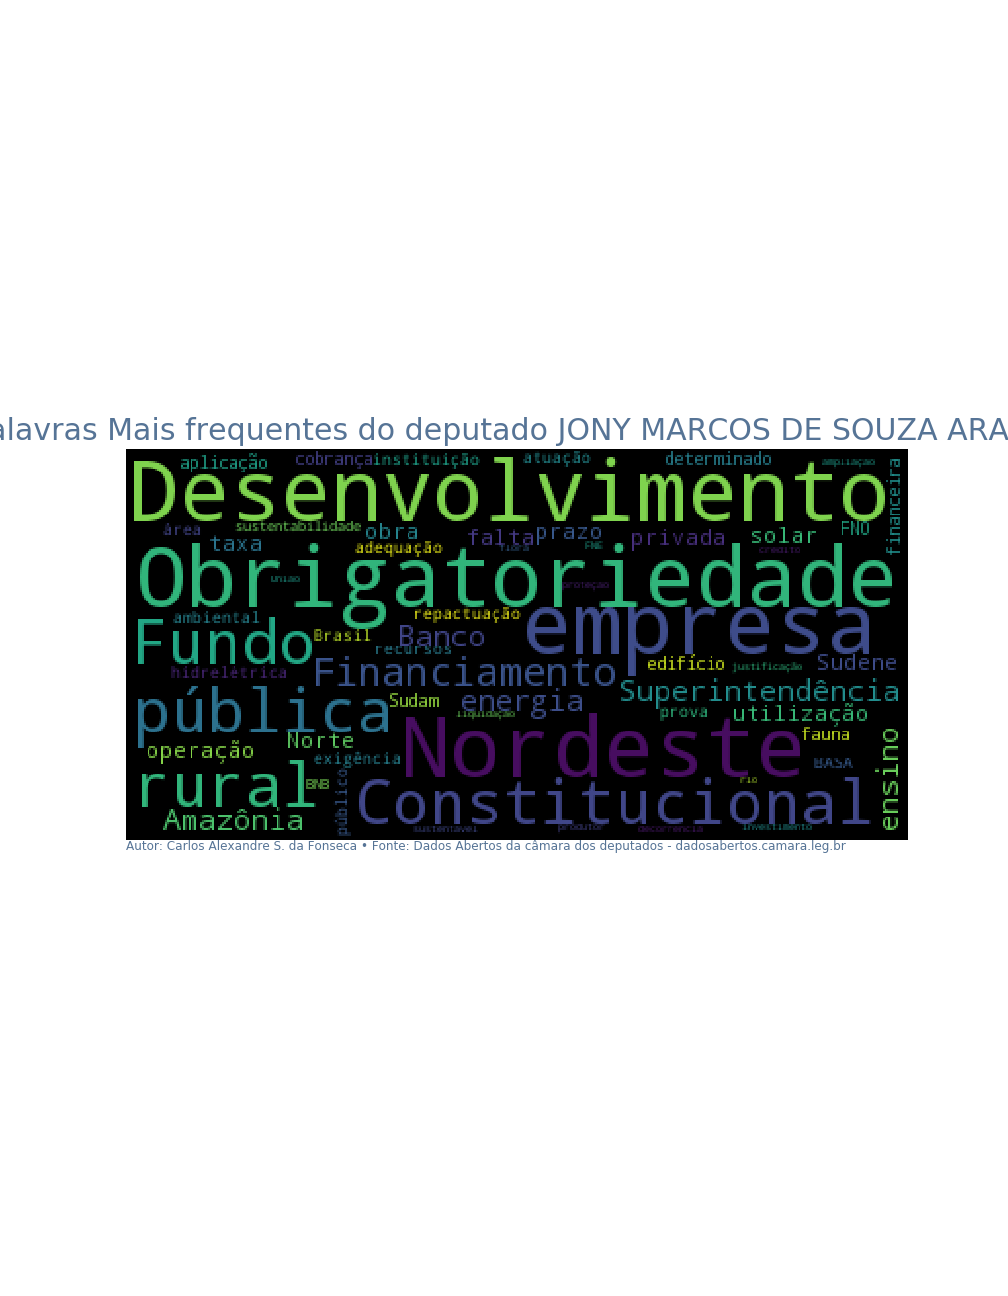 alavras Mais frequentes do deputado JONY MARCOS DE SOUZA ARA
aplicação
cobrança
instituição
atuação
determinado
ampliação
financeira
Desenvolvimento
área
sustentabilidade
obra
falta
prazo
privada
solar
FNO
taxa
adequação
flora
FNE
crédito
Obrigatoriedade
união
proteção
ambiental
repactuação
empresa
Fundo
Brasil
Banco
recursos
edifício
justificação
Sudene
hidrelétrica
Financiamento
Superintendência
pública
Sudam
energia
liquidação
prova
utilização
Norte
Nordeste
fauna
operação
exigência
BASA
ensino
rural
BNB
público
rio
Constitucional
Amazônia
sustentável
produtor
decorrência
investimento
Autor: Carlos Alexandre S. da Fonseca • Fonte: Dados Abertos da câmara dos deputados - dadosabertos.camara.leg.br